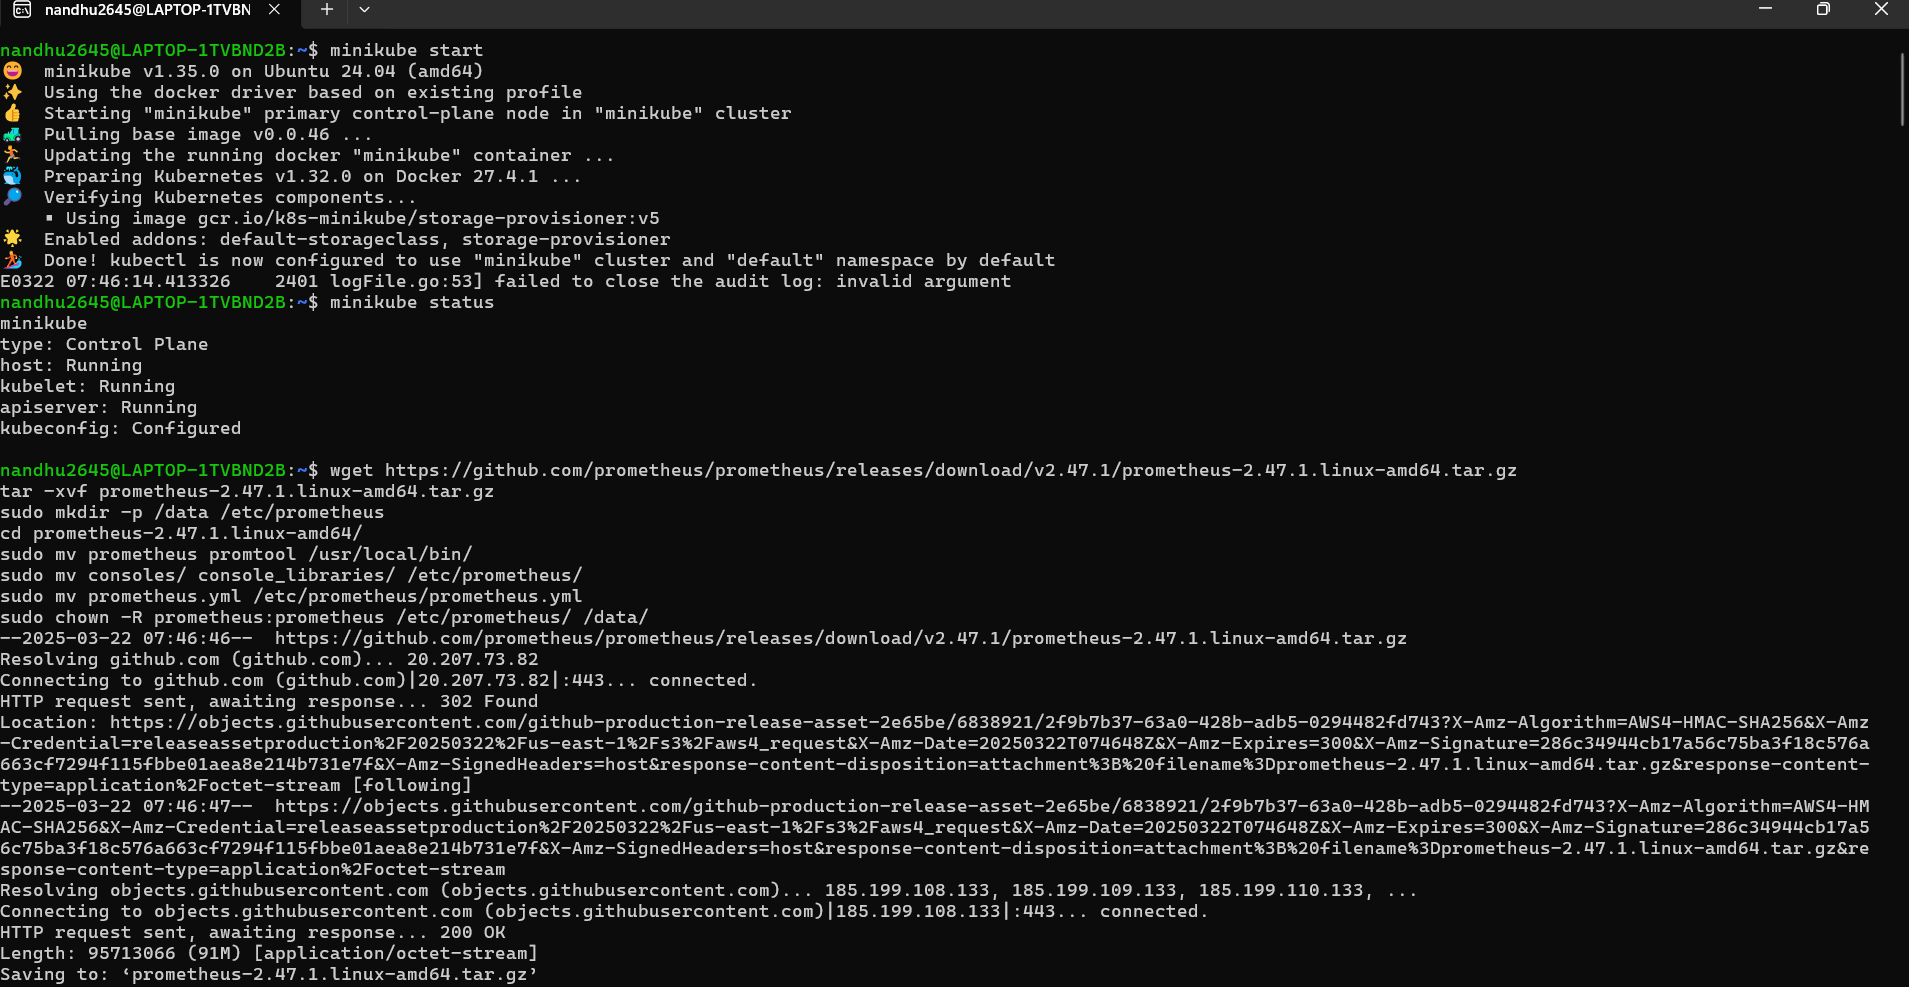 nandhu2645@LAPTOP-1TVBN
nandhu2645@LAPTOP-1TVBND2B:~$ minikube start
minikube v1.35.0 on Ubuntu 24.04 (amd64)
Using the docker driver based on existing profile
Starting "minikube" primary control-plane node in "minikube" cluster
Pulling base image v0.0.46 ...
Updating the running docker "minikube" container ...
Preparing Kubernetes v1.32.0 on Docker 27.4.1 ...
Verifying Kubernetes components...
▪ Using image gcr.io/k8s-minikube/storage-provisioner:v5
Enabled addons: default-storageclass, storage-provisioner
Done! kubectl is now configured to use "minikube" cluster and "default" namespace by default
E0322 07:46:14.413326    2401 logFile.go:53] failed to close the audit log: invalid argument
nandhu2645@LAPTOP-1TVBND2B:~$ minikube status
minikube
type: Control Plane
host: Running
kubelet: Running
apiserver: Running
kubeconfig: Configured
nandhu2645@LAPTOP-1TVBND2B:~$ wget https://github.com/prometheus/prometheus/releases/download/v2.47.1/prometheus-2.47.1.linux-amd64.tar.gz
tar -xvf prometheus-2.47.1.linux-amd64.tar.gz
sudo mkdir -p /data /etc/prometheus
cd prometheus-2.47.1.linux-amd64/
sudo mv prometheus promtool /usr/local/bin/
sudo mv consoles/ console_libraries/ /etc/prometheus/
sudo mv prometheus.yml /etc/prometheus/prometheus.yml
sudo chown -R prometheus:prometheus /etc/prometheus/ /data/
--2025-03-22 07:46:46--  https://github.com/prometheus/prometheus/releases/download/v2.47.1/prometheus-2.47.1.linux-amd64.tar.gz
Resolving github.com (github.com)... 20.207.73.82
Connecting to github.com (github.com)|20.207.73.82|:443... connected.
HTTP request sent, awaiting response... 302 Found
Location: https://objects.githubusercontent.com/github-production-release-asset-2e65be/6838921/2f9b7b37-63a0-428b-adb5-0294482fd743?X-Amz-Algorithm=AWS4-HMAC-SHA256&X-Amz
-Credential=releaseassetproduction%2F20250322%2Fus-east-1%2Fs3%2Faws4_request&X-Amz-Date=20250322T074648Z&X-Amz-Expires=300&X-Amz-Signature=286c34944cb17a56c75ba3f18c576a
663cf7294f115fbbe01aea8e214b731e7f&X-Amz-SignedHeaders=host&response-content-disposition=attachment%3B%20filename%3Dprometheus-2.47.1.linux-amd64.tar.gz&response-content-
type=application%2Foctet-stream [following]
--2025-03-22 07:46:47--  https://objects.githubusercontent.com/github-production-release-asset-2e65be/6838921/2f9b7b37-63a0-428b-adb5-0294482fd743?X-Amz-Algorithm=AWS4-HM
AC-SHA256&X-Amz-Credential=releaseassetproduction%2F20250322%2Fus-east-1%2Fs3%2Faws4_request&X-Amz-Date=20250322T074648Z&X-Amz-Expires=300&X-Amz-Signature=286c34944cb17a5
6c75ba3f18c576a663cf7294f115fbbe01aea8e214b731e7f&X-Amz-SignedHeaders=host&response-content-disposition=attachment%3B%20filename%3Dprometheus-2.47.1.linux-amd64.tar.gz&re
sponse-content-type=application%2Foctet-stream
Resolving objects.githubusercontent.com (objects.githubusercontent.com)... 185.199.108.133, 185.199.109.133, 185.199.110.133, ...
Connecting to objects.githubusercontent.com (objects.githubusercontent.com)|185.199.108.133|:443... connected.
HTTP request sent, awaiting response... 200 OK
Length: 95713066 (91M) [application/octet-stream]
Saving to: ‘prometheus-2.47.1.linux-amd64.tar.gz’